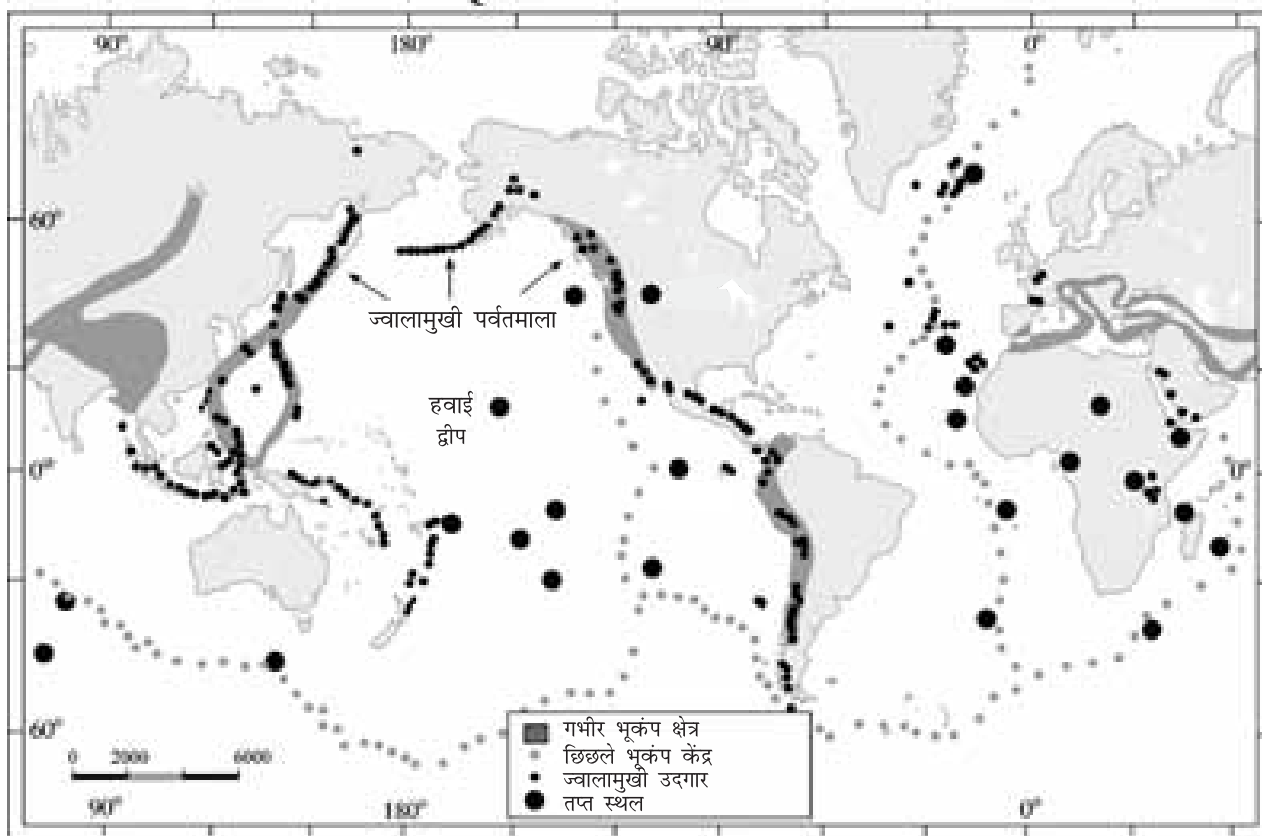 90°
180°
90°
0°
60°
ज्वालामुखी पर्वतमाला
हवाई
द्वीप
0°
0°
60°
गभीर भूकंप क्षेत्र
छिछले भूकंप केंद्र
ज्वालामुखी उदगार
तप्त स्थल
0
2000
6000
90°
180°
0°